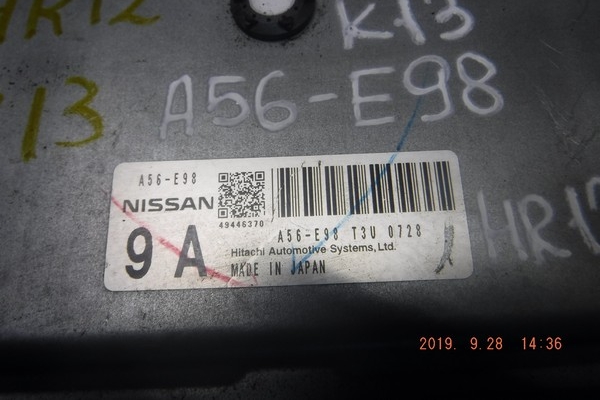 HR12
K13
K13
A56-E98
A56-E98
NISSAN
49446370
9 A
A56-E98 T3U 0728
Hitachi Automotive Systems,Ltd.
MADE IN JAPAN
HR12
2019. 9.28 14:36